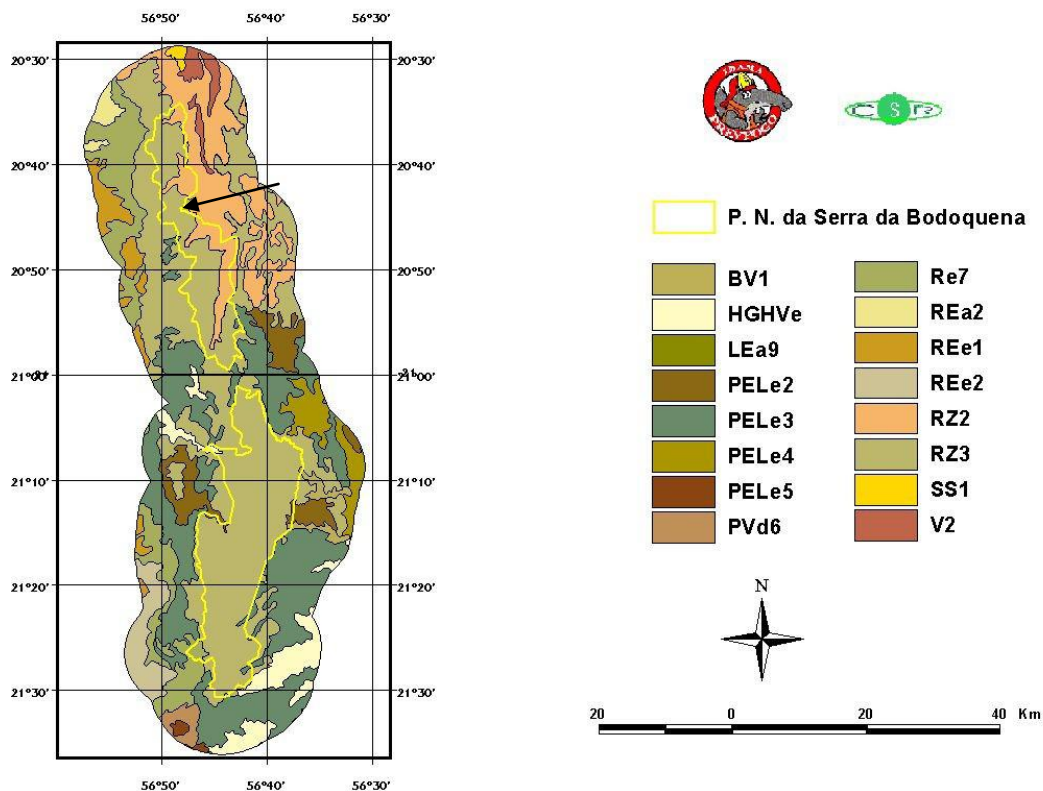 56°50' 56°40' 56°30'
20°30' 20°30'
20°40' 20°40'
20°50' 20°50'
21°00' 21°00'
21°10' 21°10'
21°20' 21°20'
21°30' 21°30'
56°50' 56°40' 56°30'
IBAMA
PREVFOGO
C S R
P. N. da Serra da Bodoquena
BV1
HGHVe
LEa9
PELe2
PELe3
PELe4
PELe5
PVd6
Re7
REa2
REe1
REe2
RZ2
RZ3
SS1
V2
N
20 0 20 40 Km